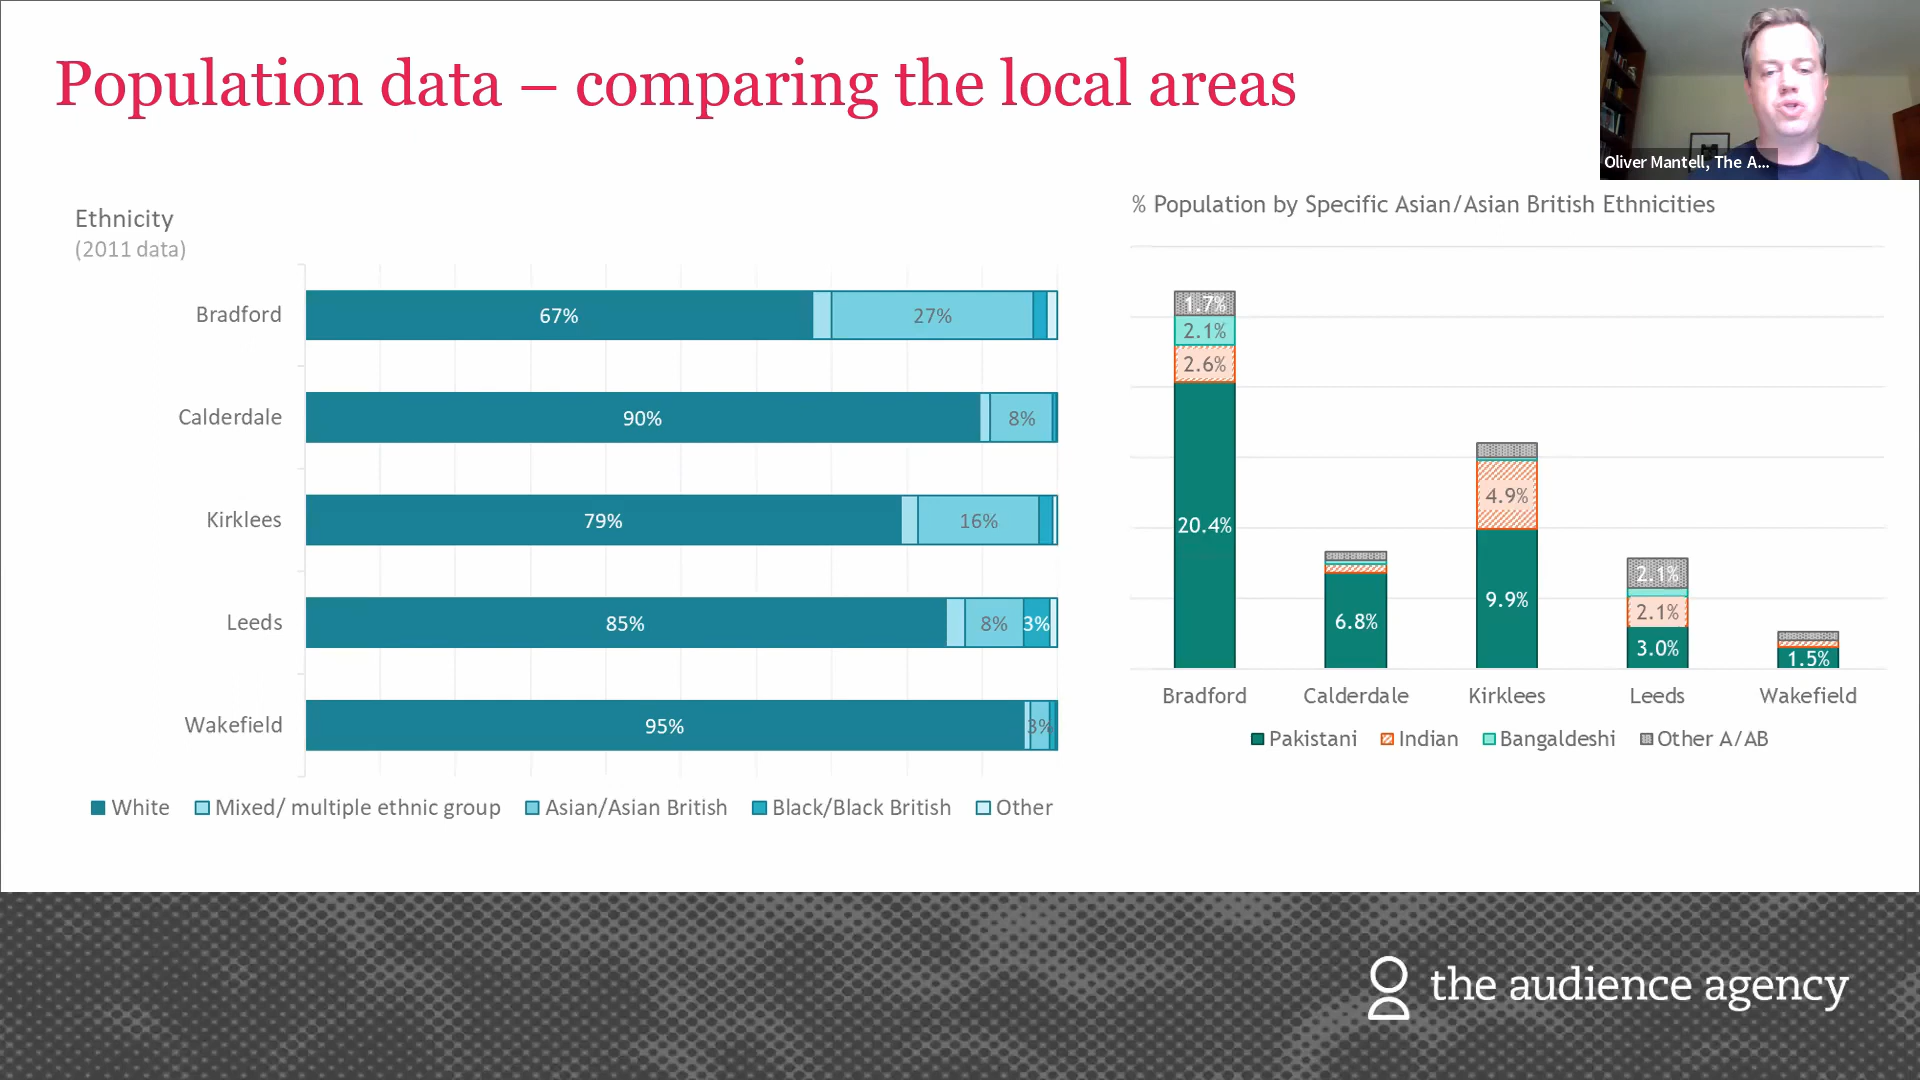 Population data – comparing the local areas
Oliver Mantell, The A...
Ethnicity
(2011 data)
Bradford
67%
27%
Calderdale
90%
8%
Kirklees
79%
16%
Leeds
85%
8%
3%
Wakefield
95%
3%
White
Mixed/ multiple ethnic group
Asian/Asian British
Black/Black British
Other
% Population by Specific Asian/Asian British Ethnicities
1.7%
2.1%
2.6%
20.4%
6.8%
4.9%
9.9%
2.1%
2.1%
3.0%
1.5%
Bradford
Calderdale
Kirklees
Leeds
Wakefield
Pakistani
Indian
Bangaldeshi
Other A/AB
the audience agency